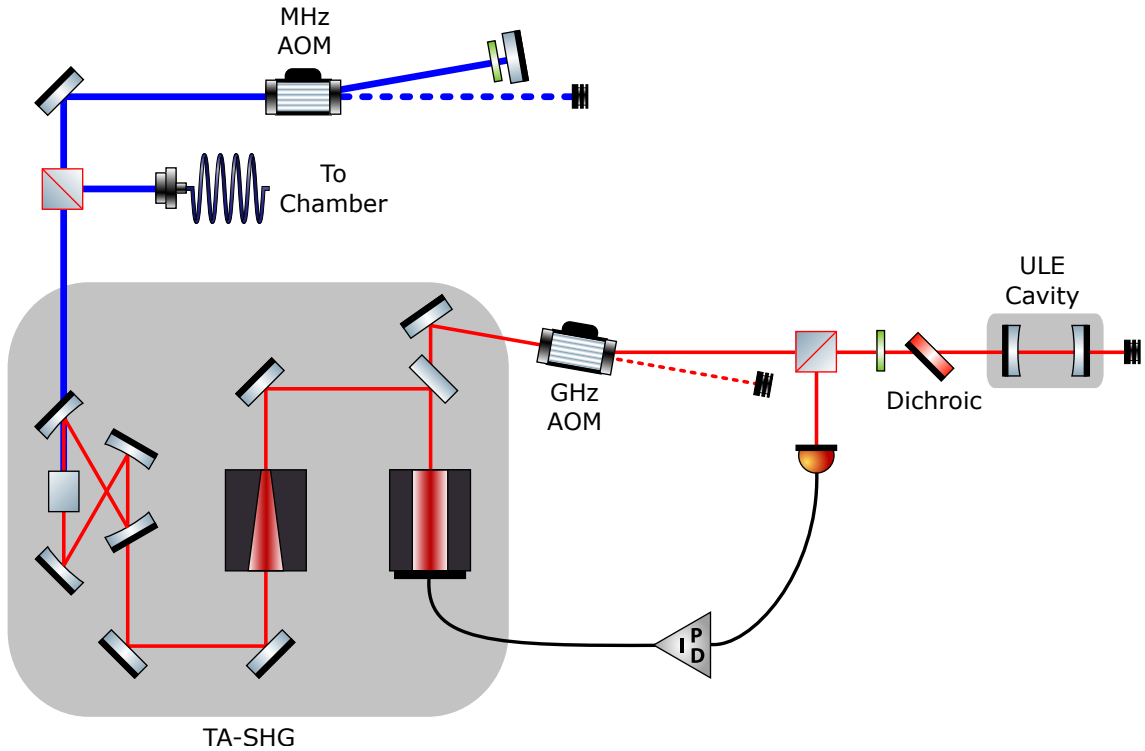 MHz
AOM
To
Chamber
ULE
Cavity
GHz
AOM
Dichroic
P
I
D
TA-SHG